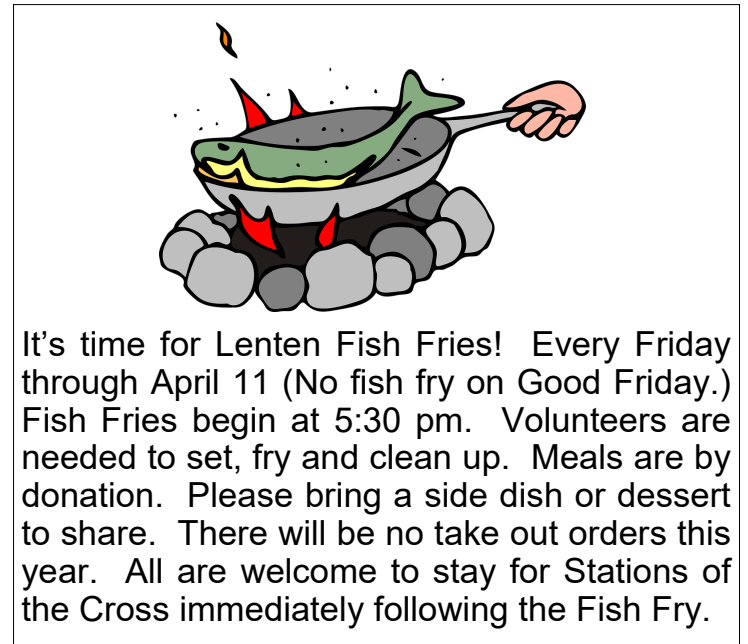 It’s time for Lenten Fish Fries!  Every Friday
through April 11 (No fish fry on Good Friday.)
Fish Fries begin at 5:30 pm.  Volunteers are
needed to set, fry and clean up.  Meals are by
donation.  Please bring a side dish or dessert
to share.  There will be no take out orders this
year.  All are welcome to stay for Stations of
the Cross immediately following the Fish Fry.